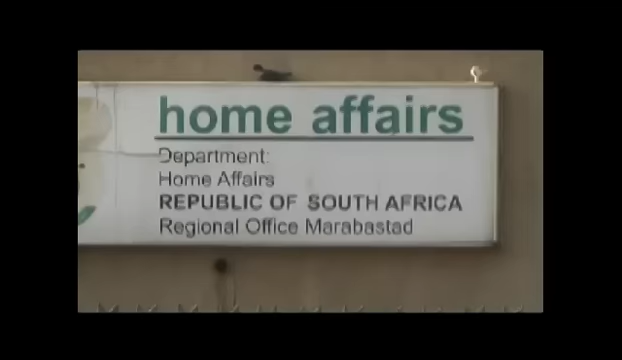 home affairs
Department:
Home Affairs
REPUBLIC OF SOUTH AFRICA
Regional Office Marabastad